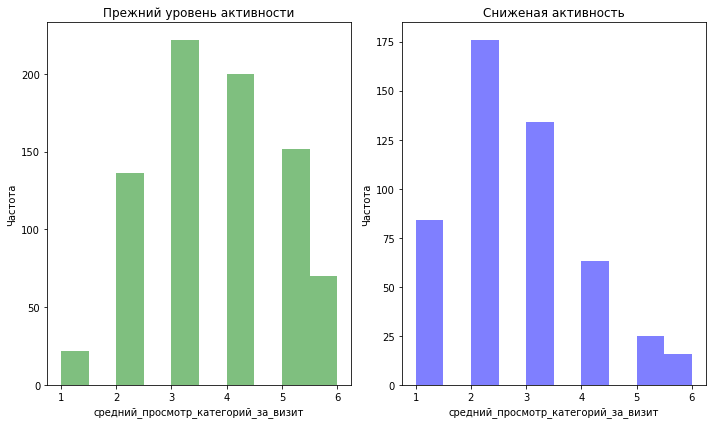 Прежний уровень активности
Частота
200
150
100
50
0
1 2 3 4 5 6
средний_просмотр_категорий_за_визит
Сниженая активность
Частота
175
150
125
100
75
50
25
0
1 2 3 4 5 6
средний_просмотр_категорий_за_визит